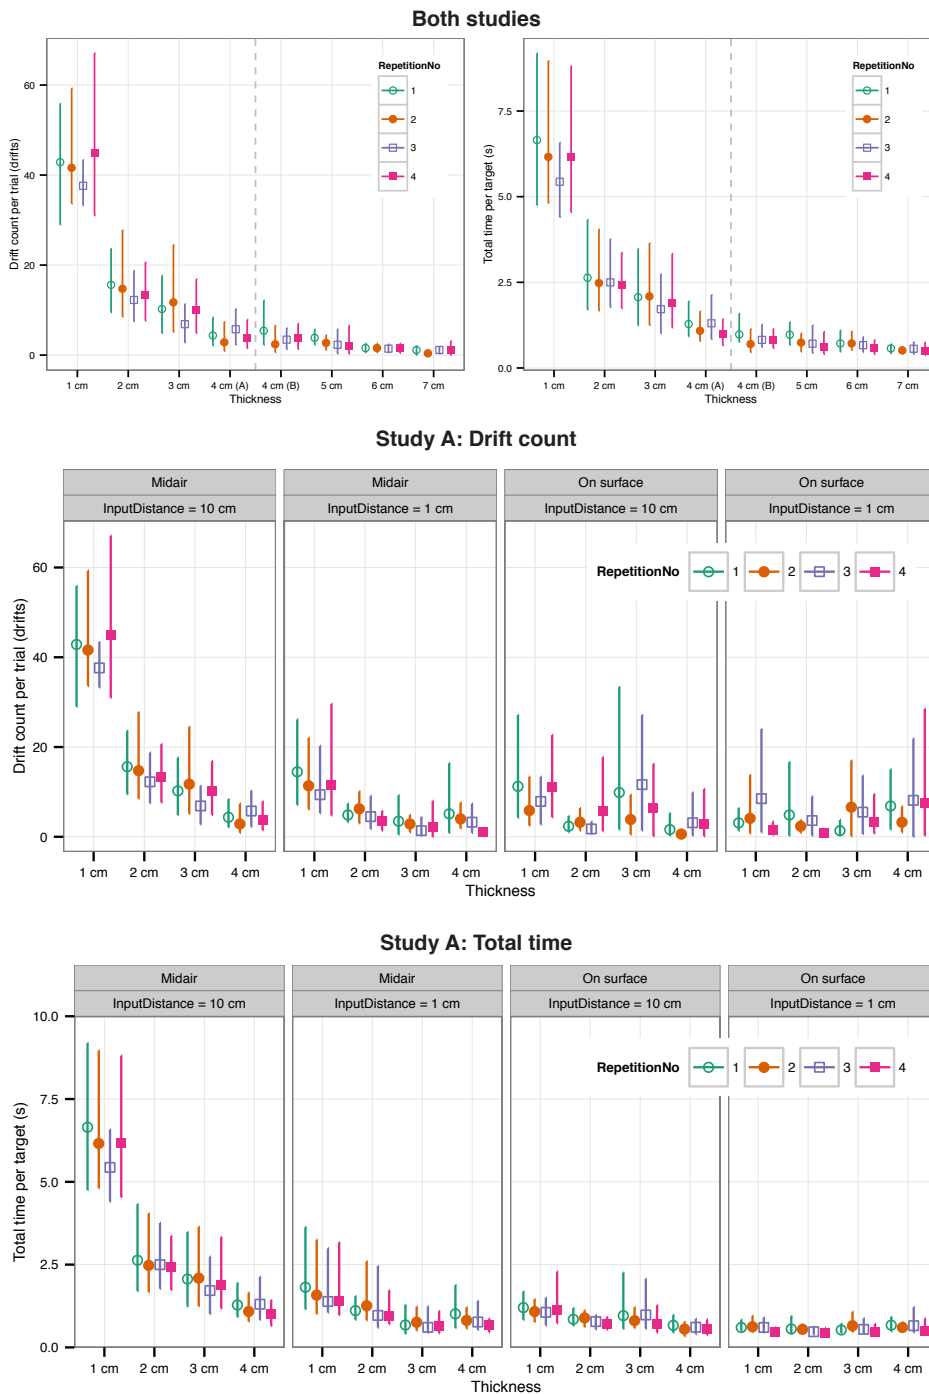 Both studies
Drift count per trial (drifts)
60
40
20
0
RepetitionNo
1
2
3
4
1 cm 2 cm 3 cm 4 cm (A) 4 cm (B) 5 cm 6 cm 7 cm
Thickness
Total time per target (s)
7.5
5.0
2.5
0.0
RepetitionNo
1
2
3
4
1 cm 2 cm 3 cm 4 cm (A) 4 cm (B) 5 cm 6 cm 7 cm
Thickness
Study A: Drift count
Midair Midair On surface On surface
InputDistance = 10 cm InputDistance = 1 cm InputDistance = 10 cm InputDistance = 1 cm
Drift count per trial (drifts)
60
40
20
0
RepetitionNo 1 2 3 4
1 cm 2 cm 3 cm 4 cm 1 cm 2 cm 3 cm 4 cm 1 cm 2 cm 3 cm 4 cm 1 cm 2 cm 3 cm 4 cm
Thickness
Study A: Total time
Midair Midair On surface On surface
InputDistance = 10 cm InputDistance = 1 cm InputDistance = 10 cm InputDistance = 1 cm
Total time per target (s)
10.0
7.5
5.0
2.5
0.0
RepetitionNo 1 2 3 4
1 cm 2 cm 3 cm 4 cm 1 cm 2 cm 3 cm 4 cm 1 cm 2 cm 3 cm 4 cm 1 cm 2 cm 3 cm 4 cm
Thickness